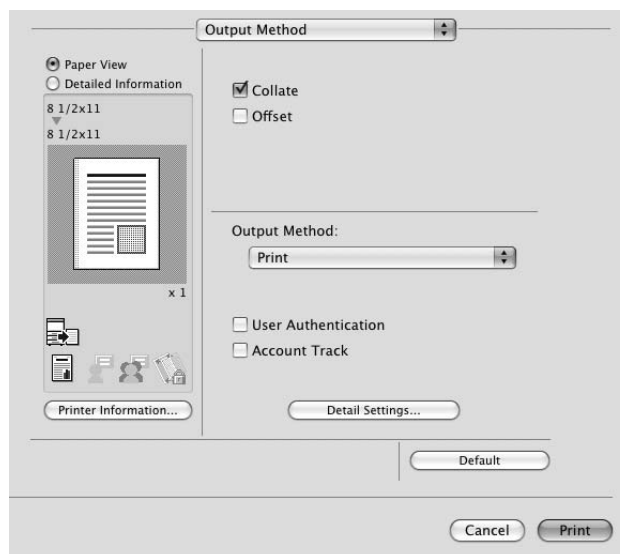 Output Method
Paper View
Detailed Information
8 1/2x11
8 1/2x11
x 1
Printer Information...
Collate
Offset
Output Method:
Print
User Authentication
Account Track
Detail Settings...
Default
Cancel
Print